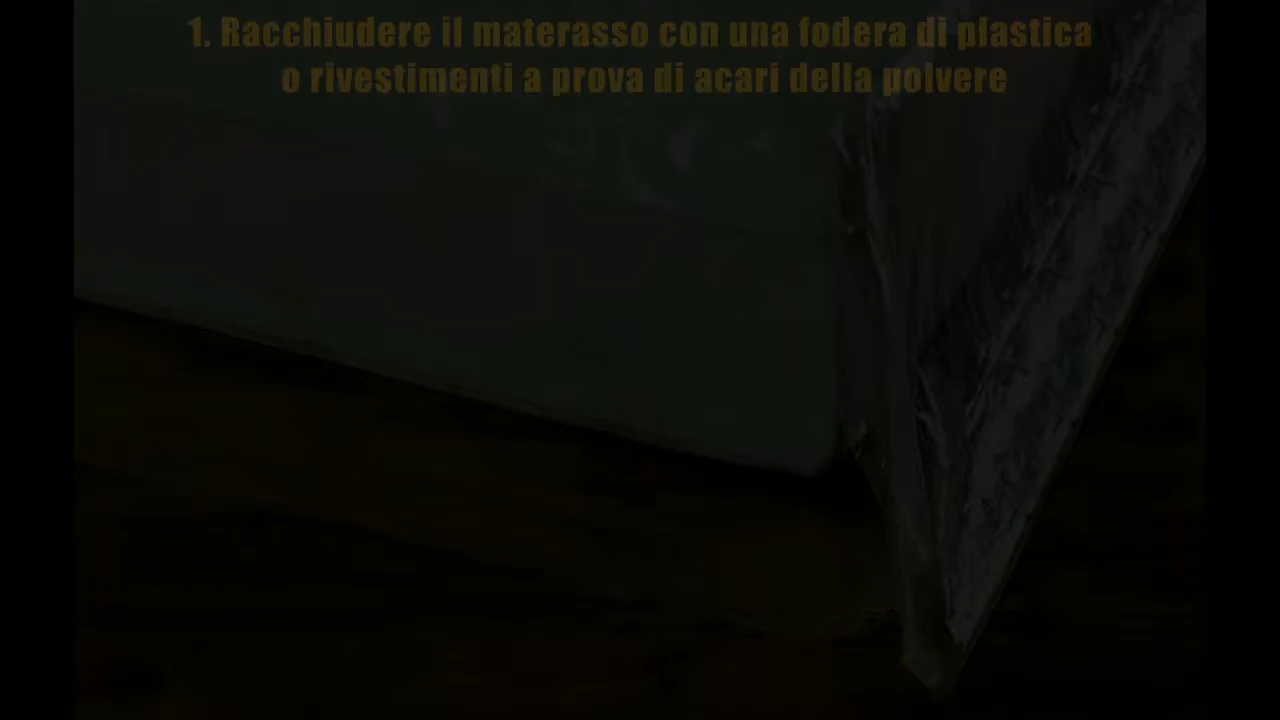 1. Racchiudere il materasso con una fodera di plastica
o rivestimenti a prova di acari della polvere